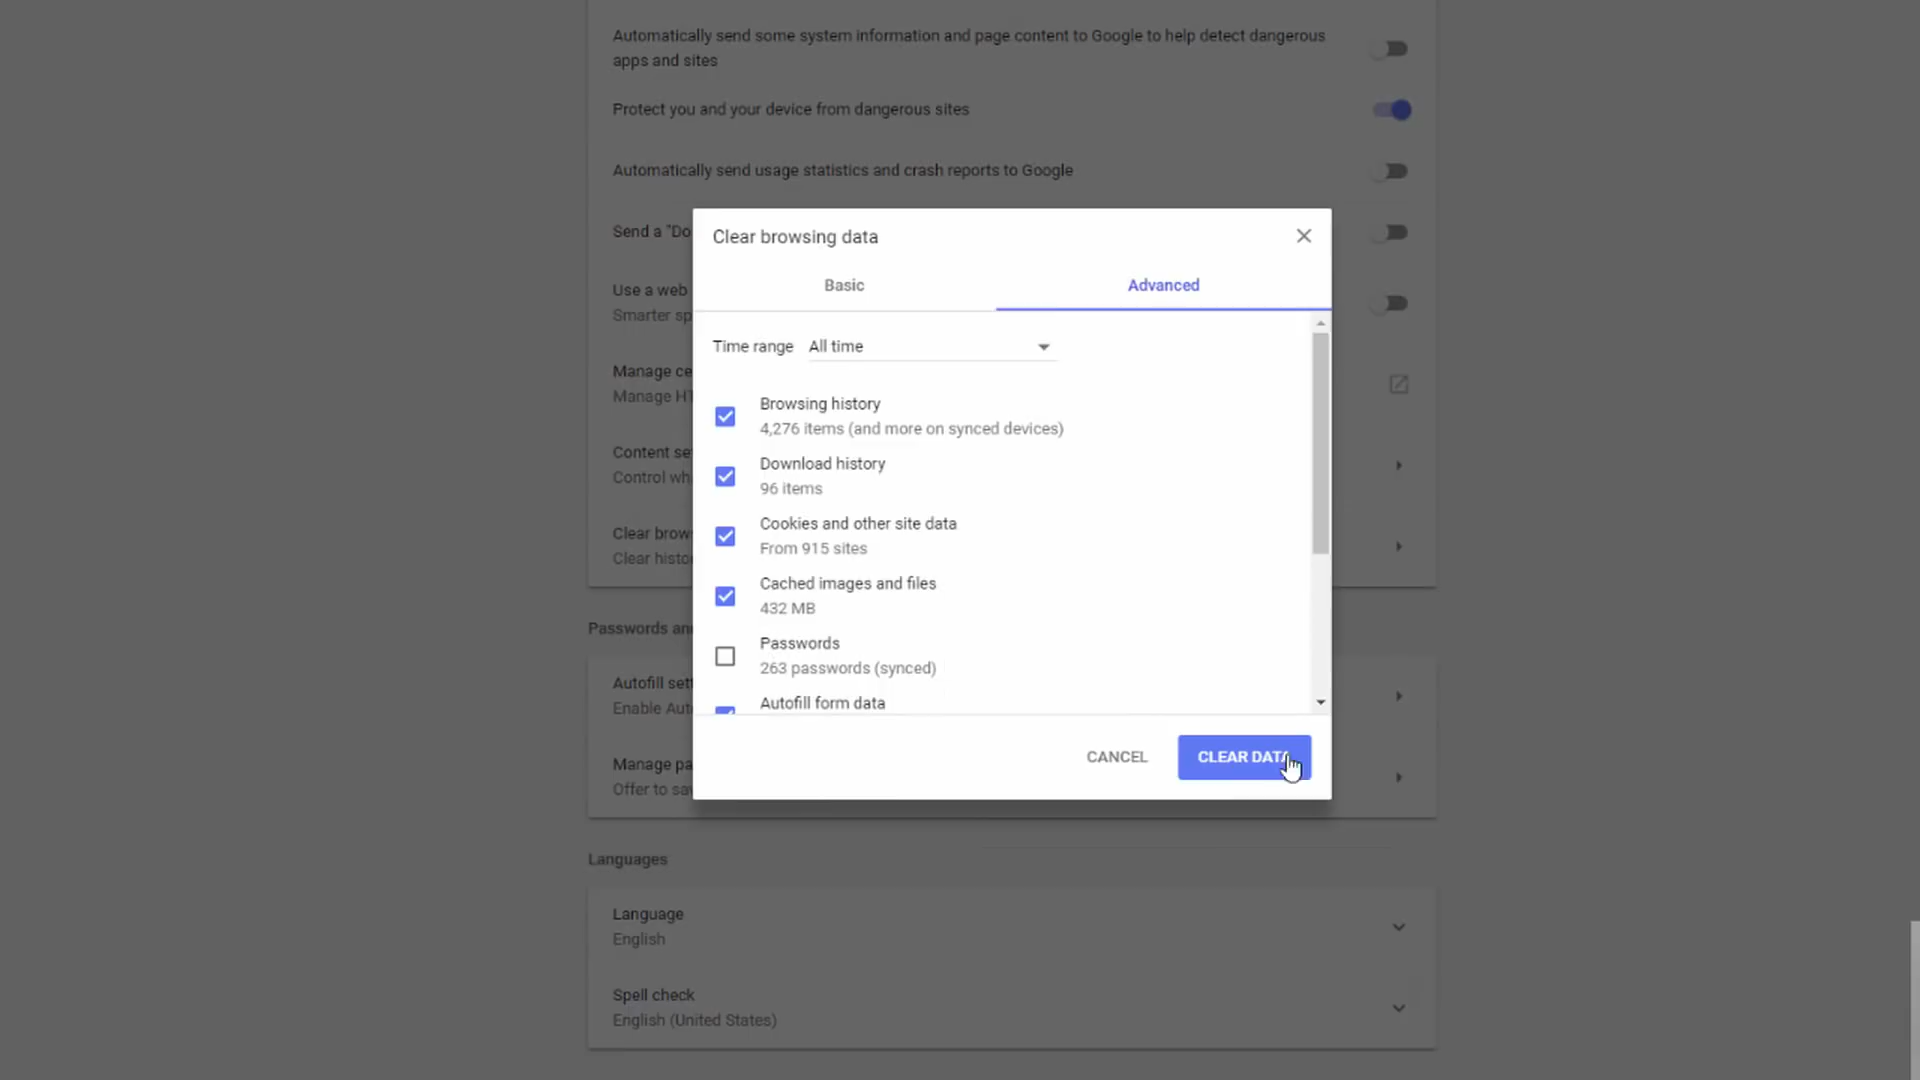 Automatically send some system information and page content to Google to help detect dangerous
apps and sites
Protect you and your device from dangerous sites
Automatically send usage statistics and crash reports to Google
Send a "Do
Use a web
Smarter sp
Manage ce
Manage HT
Content se
Control wh
Clear brow
Clear histo
Clear browsing data
Basic
Advanced
Time range All time
Browsing history
4,276 items (and more on synced devices)
Download history
96 items
Cookies and other site data
From 915 sites
Cached images and files
432 MB
Passwords
263 passwords (synced)
Autofill form data
CANCEL
CLEAR DATA
Passwords an
Autofill sett
Enable Aut
Manage pa
Offer to sav
Languages
Language
English
Spell check
English (United States)